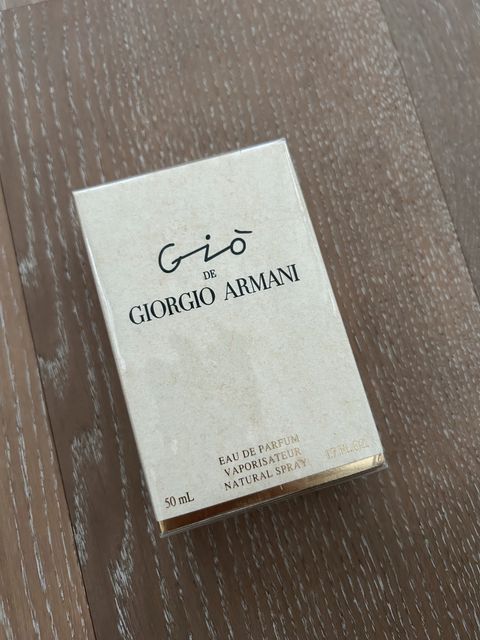 Giò
DE
GIORGIO ARMANI
EAU DE PARFUM
VAPORISATEUR
NATURAL SPRAY
50 mL
1.7 FL.OZ.